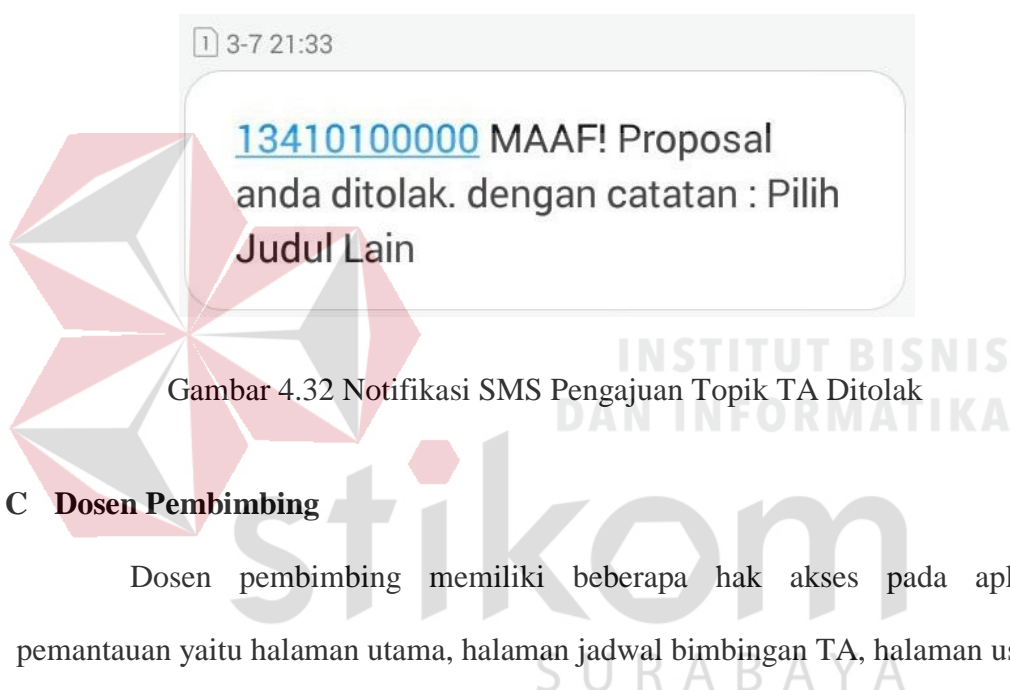 1 3-7 21:33
13410100000 MAAF! Proposal
anda ditolak. dengan catatan : Pilih
Judul Lain
INSTITUT BISNIS
Gambar 4.32 Notifikasi SMS Pengajuan Topik TA Ditolak
DAN INFORMATIKA
C Dosen Pembimbing
stikom
Dosen pembimbing memiliki beberapa hak akses pada
pemantauan yaitu halaman utama, halaman jadwal bimbingan TA, halaman
SURABAYA